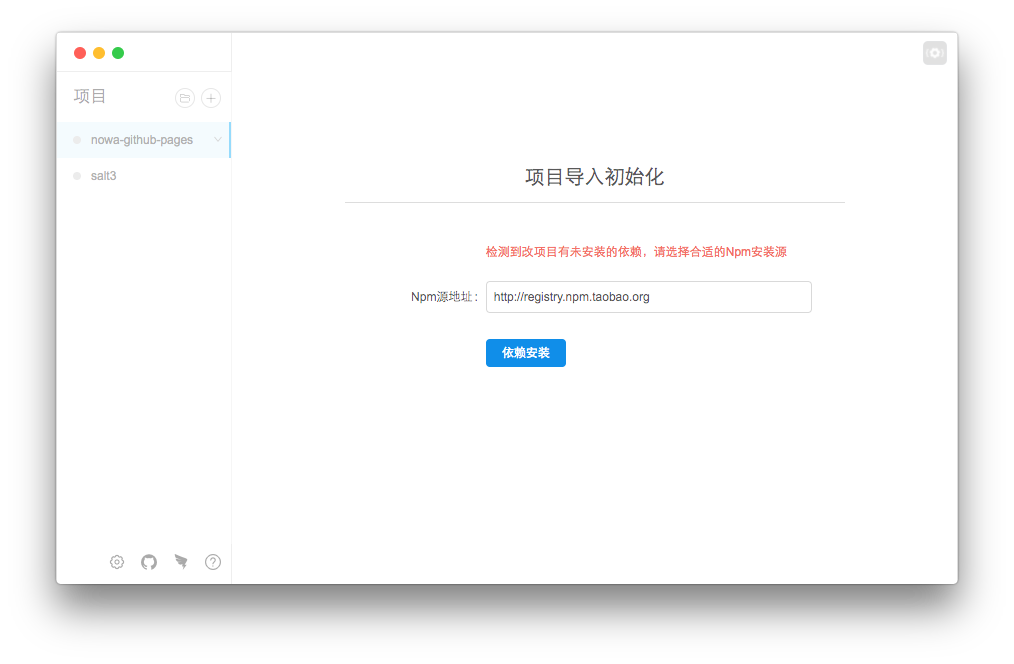 项目
nowa-github-pages
salt3
项目导入初始化
检测到改项目有未安装的依赖，请选择合适的Npm安装源
Npm源地址：
http://registry.npm.taobao.org
依赖安装